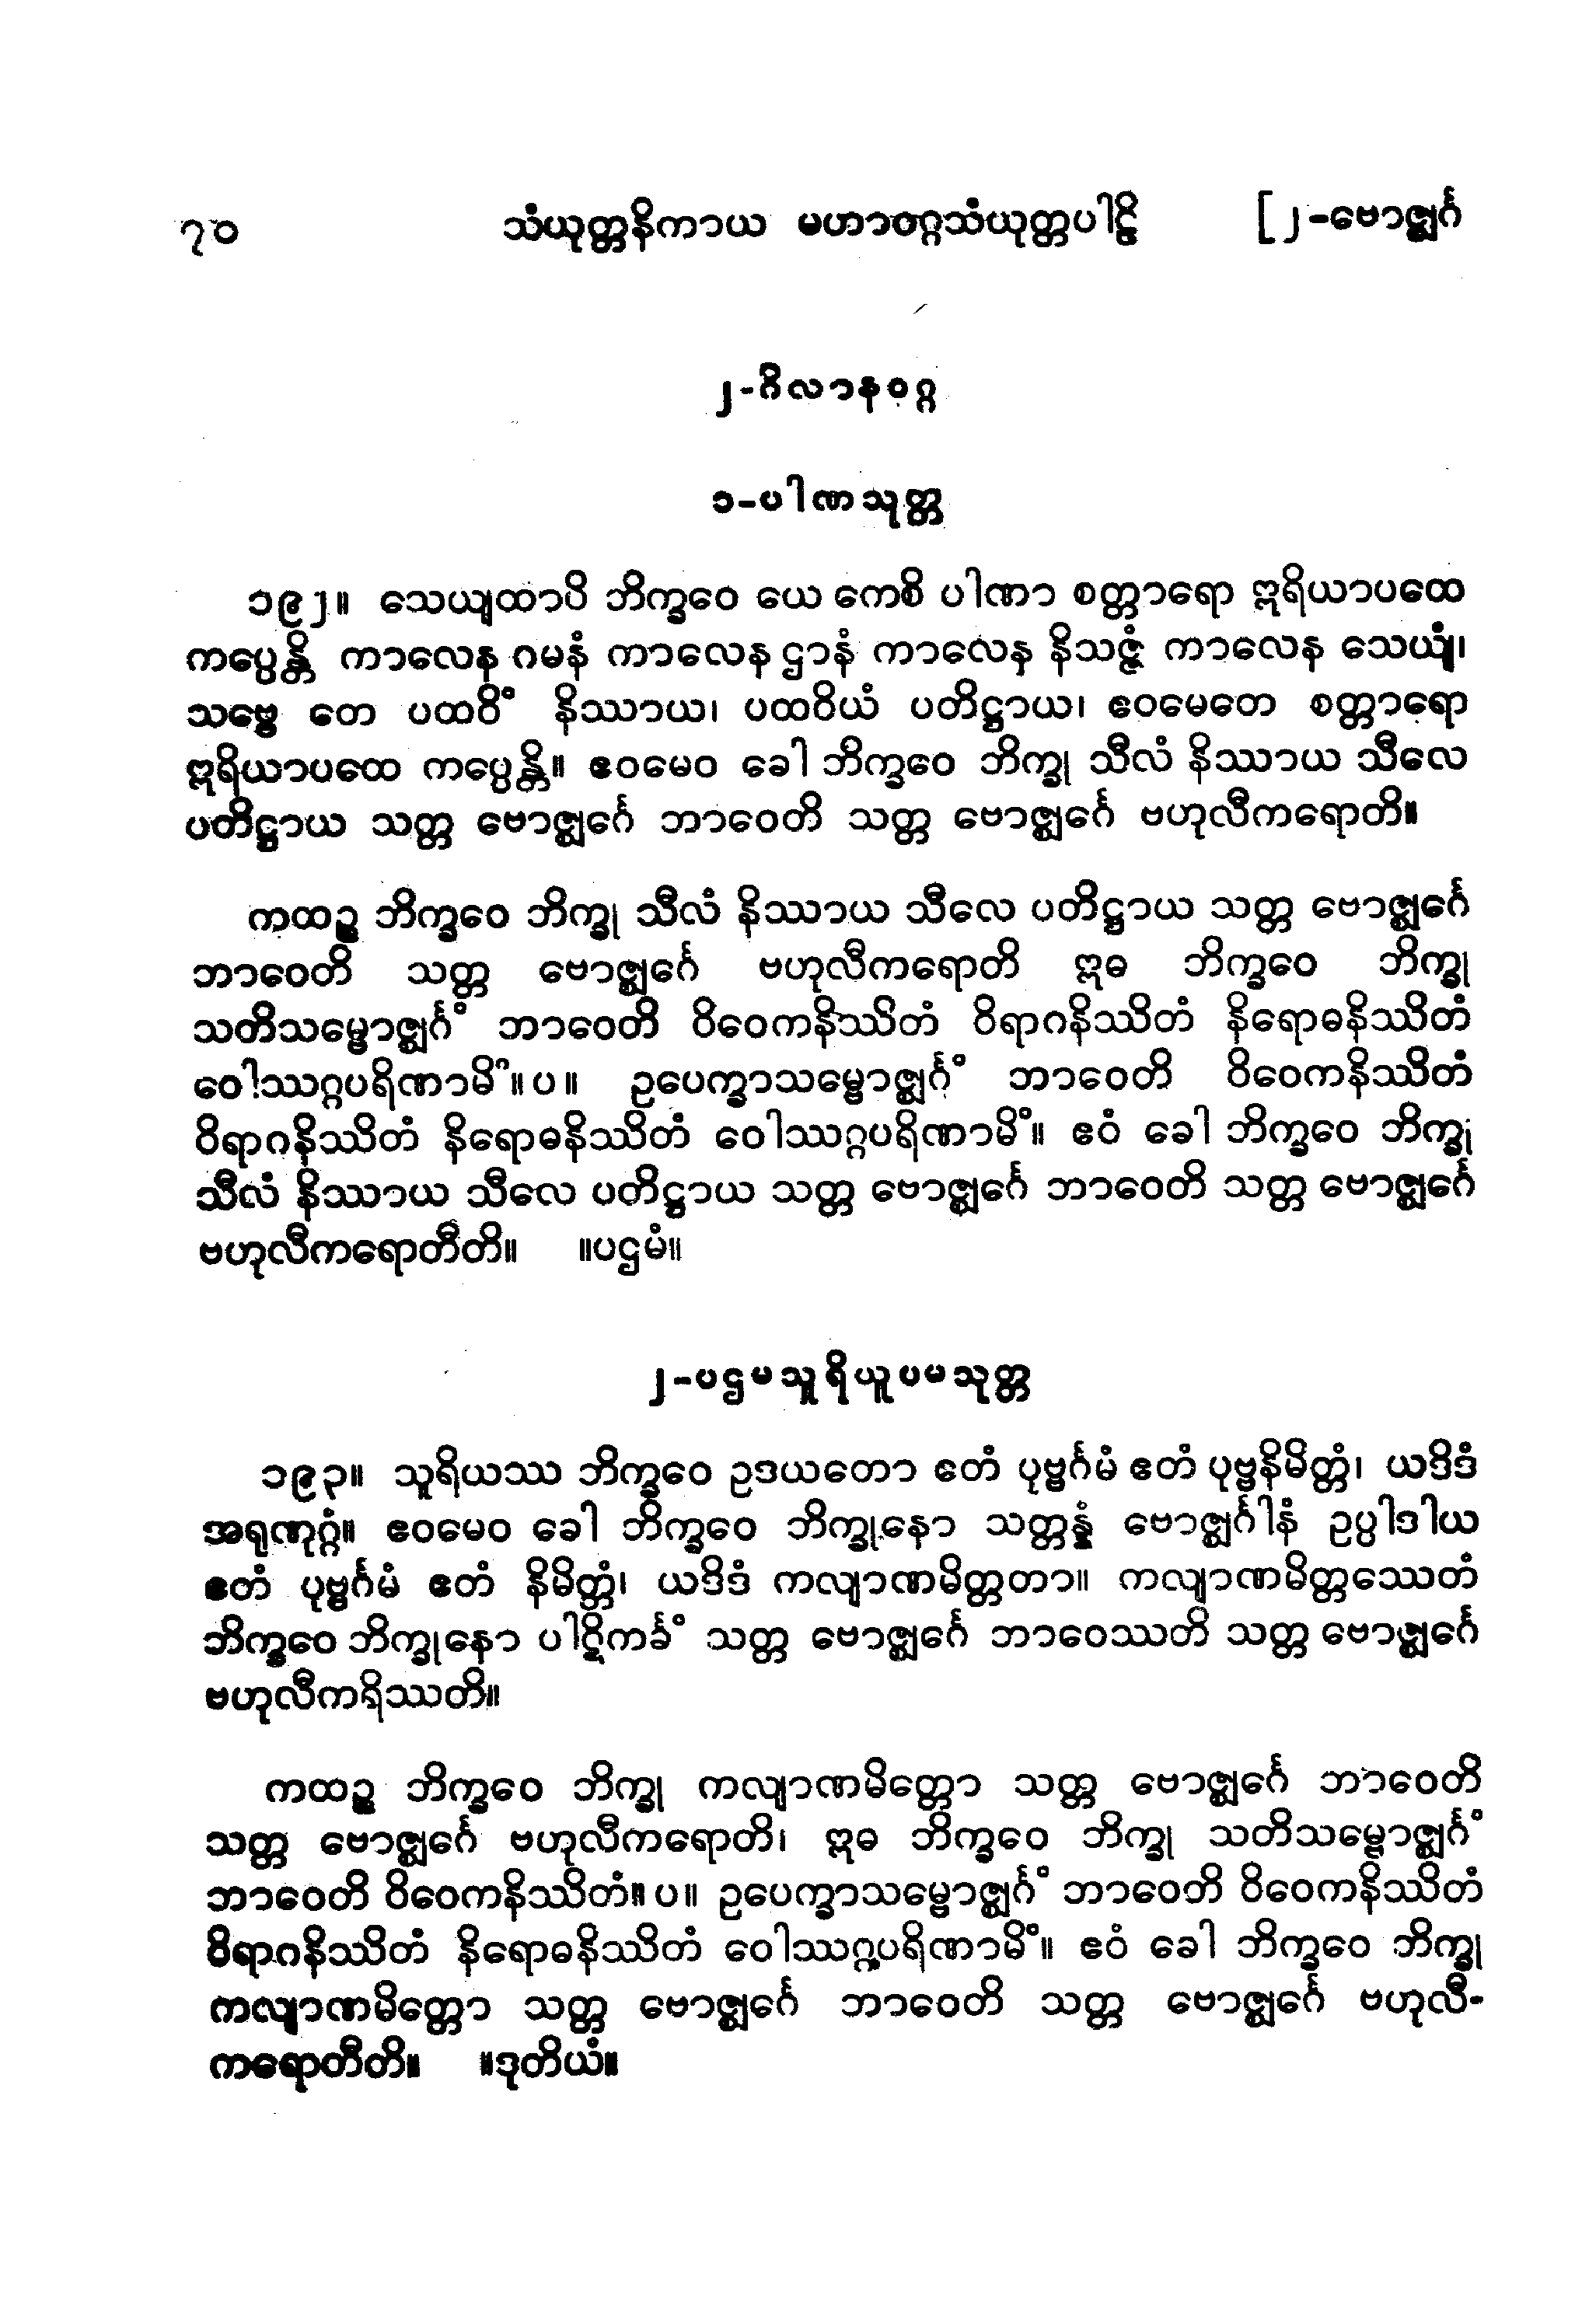 ၇၀ သံယုတ္တနိကာယ မဟာဝဂ္ဂသံယုတ္တပါဠိ [၂-ဗောဇ္ဈင်္ဂ
၂-ဂိလာနဝဂ္ဂ
၁-ပါဏသုတ္တ
၁၉၂။ သေယျထာပိ ဘိက္ခဝေ ယေ ကေစိ ပါဏာ စတ္တာရော ဣရိယာပထေ
ကပ္ပေန္တိ ကာလေန ဂမနံ ကာလေန ဌာနံ ကာလေန နိသဇ္ဇံ ကာလေန သေယျံ၊
သဗ္ဗေ တေ ပထဝိံ နိဿာယ၊ ပထဝိယံ ပတိဋ္ဌာယ၊ ဧဝမေတေ စတ္တာရော
ဣရိယာပထေ ကပ္ပေန္တိ။ ဧဝမေဝ ခေါ ဘိက္ခဝေ ဘိက္ခု သီလံ နိဿာယ သီလေ
ပတိဋ္ဌာယ သတ္တ ဗောဇ္ဈင်္ဂေ ဘာဝေတိ သတ္တ ဗောဇ္ဈင်္ဂေ ဗဟုလီကရောတိ။
ကထဉ္စ ဘိက္ခဝေ ဘိက္ခု သီလံ နိဿာယ သီလေ ပတိဋ္ဌာယ သတ္တ ဗောဇ္ဈင်္ဂေ
ဘာဝေတိ သတ္တ ဗောဇ္ဈင်္ဂေ ဗဟုလီကရောတိ ဣဓ ဘိက္ခဝေ ဘိက္ခု
သတိသမ္ဗောဇ္ဈင်္ဂံ ဘာဝေတိ ဝိဝေကနိဿိတံ ဝိရာဂနိဿိတံ နိရောဓနိဿိတံ
ဝေါဿဂ္ဂပရိဏာမိံ။ပ။ ဥပေက္ခာသမ္ဗောဇ္ဈင်္ဂံ ဘာဝေတိ ဝိဝေကနိဿိတံ
ဝိရာဂနိဿိတံ နိရောဓနိဿိတံ ဝေါဿဂ္ဂပရိဏာမိံ။ ဧဝံ ခေါ ဘိက္ခဝေ ဘိက္ခု
သီလံ နိဿာယ သီလေ ပတိဋ္ဌာယ သတ္တ ဗောဇ္ဈင်္ဂေ ဘာဝေတိ သတ္တ ဗောဇ္ဈင်္ဂေ
ဗဟုလီကရောတီတိ။ ။ပဌမံ။
၂-ပဌမသူရိယူပမသုတ္တ
၁၉၃။ သူရိယဿ ဘိက္ခဝေ ဥဒယတော ဧတံ ပုဗ္ဗင်္ဂမံ ဧတံ ပုဗ္ဗနိမိတ္တံ၊ ယဒိဒံ
အရုဏုဂ္ဂံ။ ဧဝမေဝ ခေါ ဘိက္ခဝေ ဘိက္ခုနော သတ္တန္နံ ဗောဇ္ဈင်္ဂါနံ ဥပ္ပါဒါယ
ဧတံ ပုဗ္ဗင်္ဂမံ ဧတံ နိမိတ္တံ၊ ယဒိဒံ ကလျာဏမိတ္တတာ။ ကလျာဏမိတ္တဿေတံ
ဘိက္ခဝေ ဘိက္ခုနော ပါဋိကင်္ခံ သတ္တ ဗောဇ္ဈင်္ဂေ ဘာဝေဿတိ သတ္တ ဗောဇ္ဈင်္ဂေ
ဗဟုလီကရိဿတိ။
ကထဉ္စ ဘိက္ခဝေ ဘိက္ခု ကလျာဏမိတ္တော သတ္တ ဗောဇ္ဈင်္ဂေ ဘာဝေတိ
သတ္တ ဗောဇ္ဈင်္ဂေ ဗဟုလီကရောတိ၊ ဣဓ ဘိက္ခဝေ ဘိက္ခု သတိသမ္ဗောဇ္ဈင်္ဂံ
ဘာဝေတိ ဝိဝေကနိဿိတံ။ပ။ ဥပေက္ခာသမ္ဗောဇ္ဈင်္ဂံ ဘာဝေတိ ဝိဝေကနိဿိတံ
ဝိရာဂနိဿိတံ နိရောဓနိဿိတံ ဝေါဿဂ္ဂပရိဏာမိံ။ ဧဝံ ခေါ ဘိက္ခဝေ ဘိက္ခု
ကလျာဏမိတ္တော သတ္တ ဗောဇ္ဈင်္ဂေ ဘာဝေတိ သတ္တ ဗောဇ္ဈင်္ဂေ ဗဟုလီ-
ကရောတီတိ။ ။ဒုတိယံ။